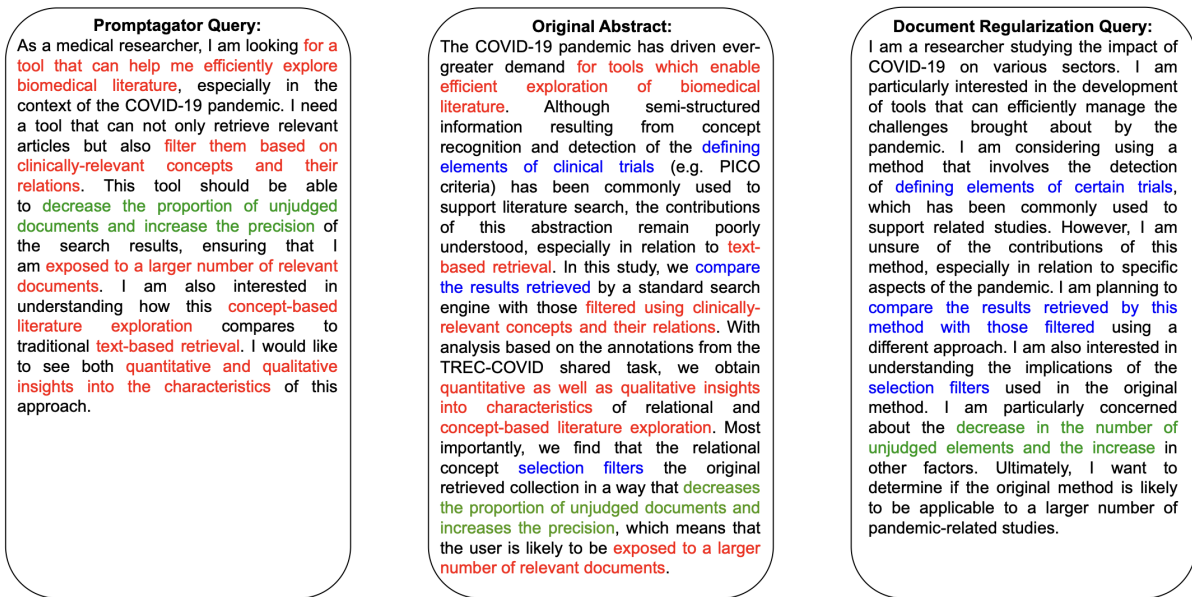 Promptagator Query:
As a medical researcher, I am looking for a
tool that can help me efficiently explore
biomedical literature, especially in the
context of the COVID-19 pandemic. I need
a tool that can not only retrieve relevant
articles but also filter them based on
clinically-relevant concepts and their
relations. This tool should be able
to decrease the proportion of unjudged
documents and increase the precision of
the search results, ensuring that I
am exposed to a larger number of relevant
documents. I am also interested in
understanding how this concept-based
literature exploration compares to
traditional text-based retrieval. I would like
to see both quantitative and qualitative
insights into the characteristics of this
approach.
Original Abstract:
The COVID-19 pandemic has driven ever-
greater demand for tools which enable
efficient exploration of biomedical
literature. Although semi-structured
information resulting from concept
recognition and detection of the defining
elements of clinical trials (e.g. PICO
criteria) has been commonly used to
support literature search, the contributions
of this abstraction remain poorly
understood, especially in relation to text-
based retrieval. In this study, we compare
the results retrieved by a standard search
engine with those filtered using clinically-
relevant concepts and their relations. With
analysis based on the annotations from the
TREC-COVID shared task, we obtain
quantitative as well as qualitative insights
into characteristics of relational and
concept-based literature exploration. Most
importantly, we find that the relational
concept selection filters the original
retrieved collection in a way that decreases
the proportion of unjudged documents and
increases the precision, which means that
the user is likely to be exposed to a larger
number of relevant documents.
Document Regularization Query:
I am a researcher studying the impact of
COVID-19 on various sectors. I am
particularly interested in the development
of tools that can efficiently manage the
challenges brought about by the
pandemic. I am considering using a
method that involves the detection
of defining elements of certain trials,
which has been commonly used to
support related studies. However, I am
unsure of the contributions of this
method, especially in relation to specific
aspects of the pandemic. I am planning to
compare the results retrieved by this
method with those filtered using a
different approach. I am also interested in
understanding the implications of the
selection filters used in the original
method. I am particularly concerned
about the decrease in the number of
unjudged elements and the increase in
other factors. Ultimately, I want to
determine if the original method is likely
to be applicable to a larger number of
pandemic-related studies.